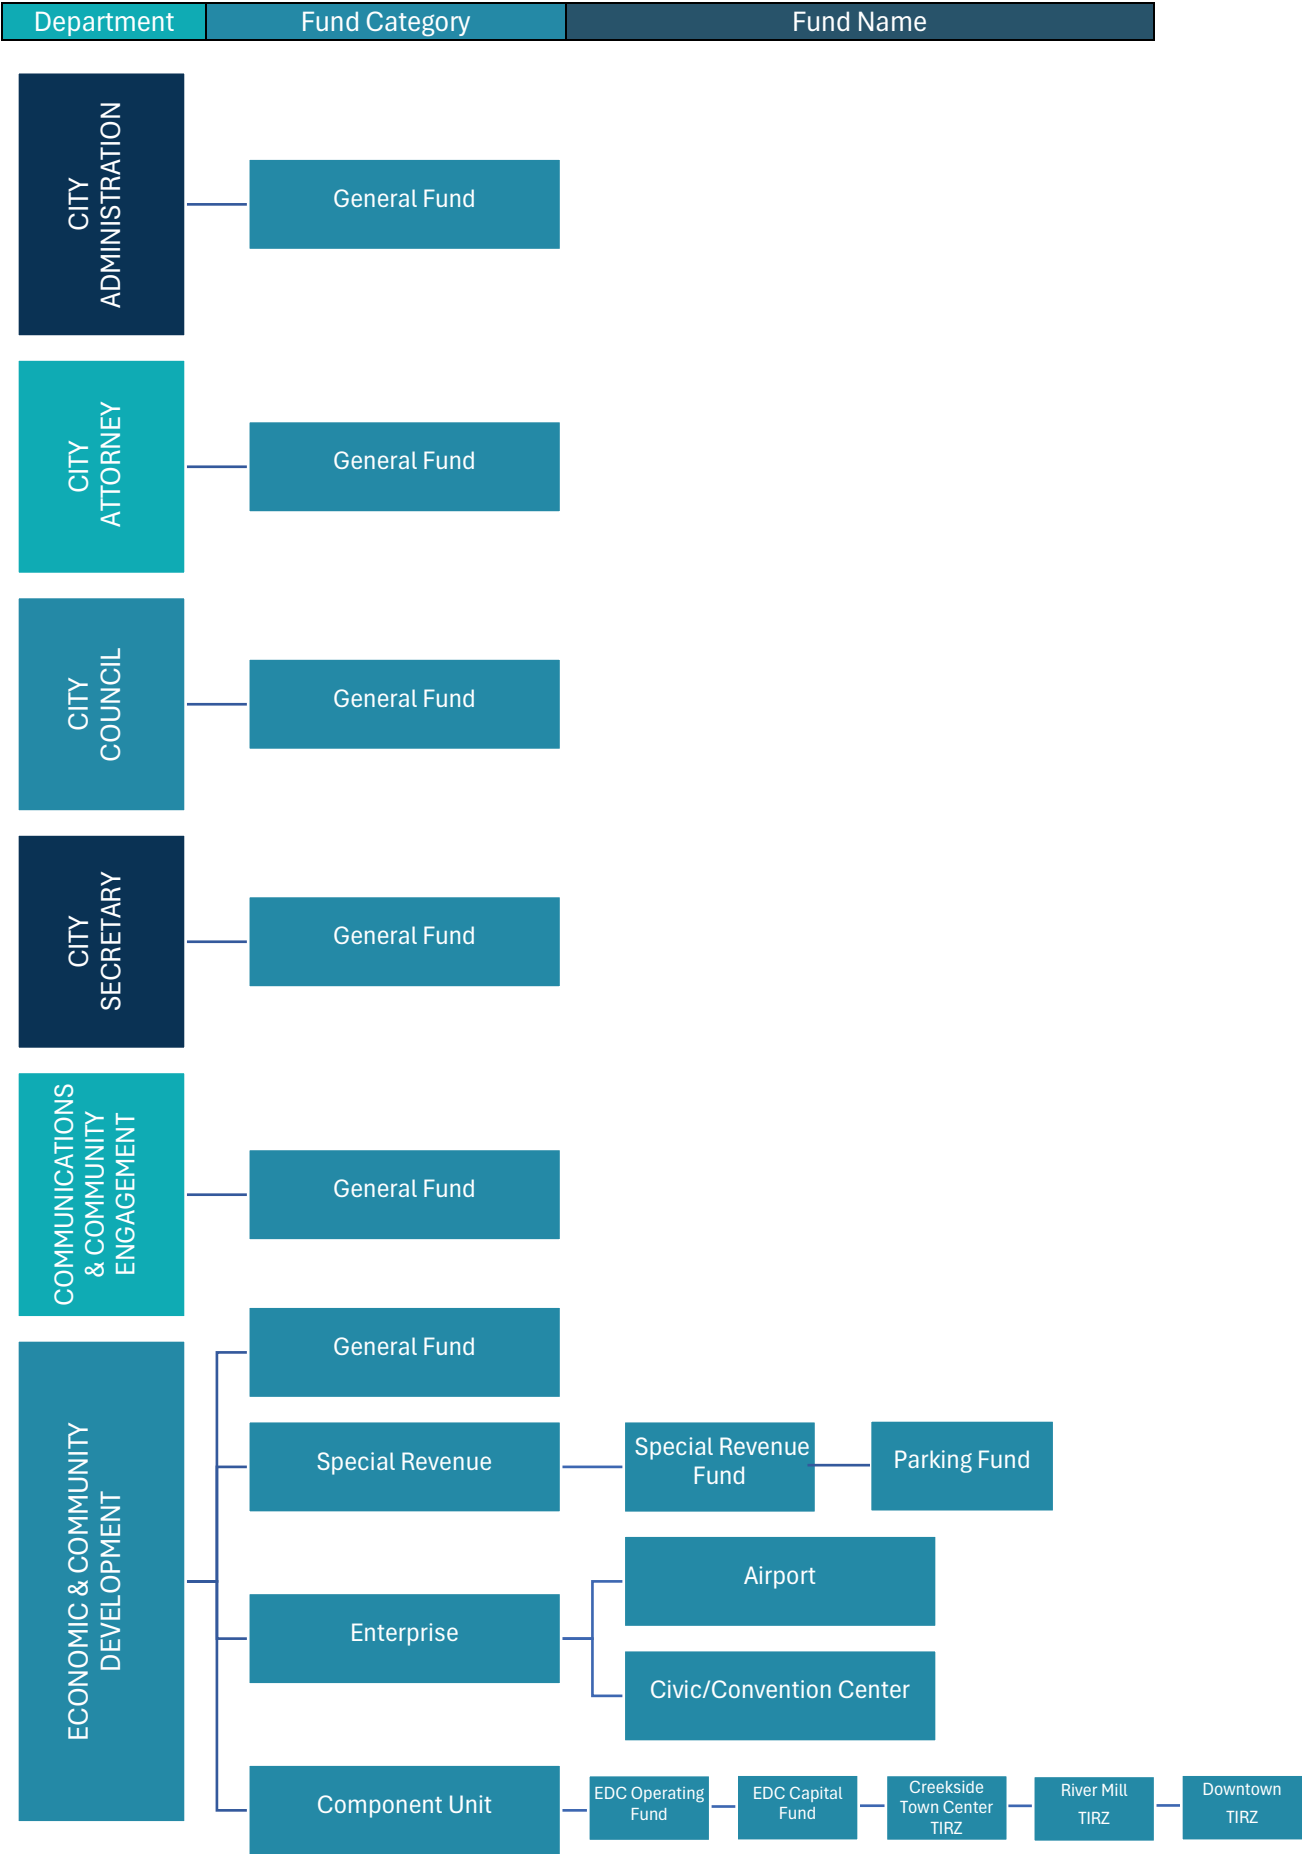 Department Fund Category Fund Name
CITY
ADMINISTRATION
General Fund
CITY
ATTORNEY
General Fund
CITY
COUNCIL
General Fund
CITY
SECRETARY
General Fund
COMMUNICATIONS
& COMMUNITY
ENGAGEMENT
General Fund
ECONOMIC & COMMUNITY
DEVELOPMENT
General Fund
Special Revenue
Special Revenue
Fund
Parking Fund
Enterprise
Airport
Civic/Convention Center
Component Unit
EDC Operating
Fund
EDC Capital
Fund
Creekside
Town Center
TIRZ
River Mill
TIRZ
Downtown
TIRZ